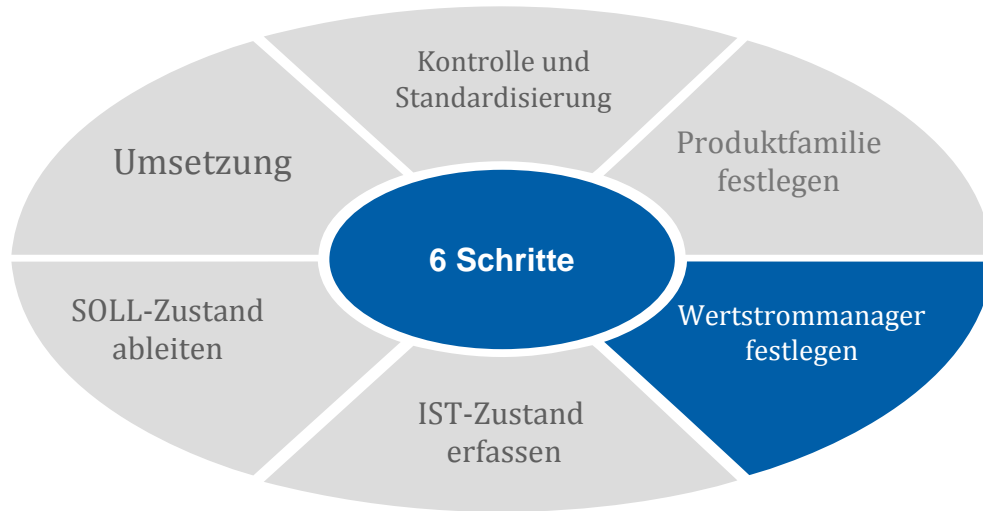 Kontrolle und
Standardisierung
Produktfamilie
festlegen
Umsetzung
6 Schritte
Wertstrommanager
festlegen
SOLL-Zustand
ableiten
IST-Zustand
erfassen